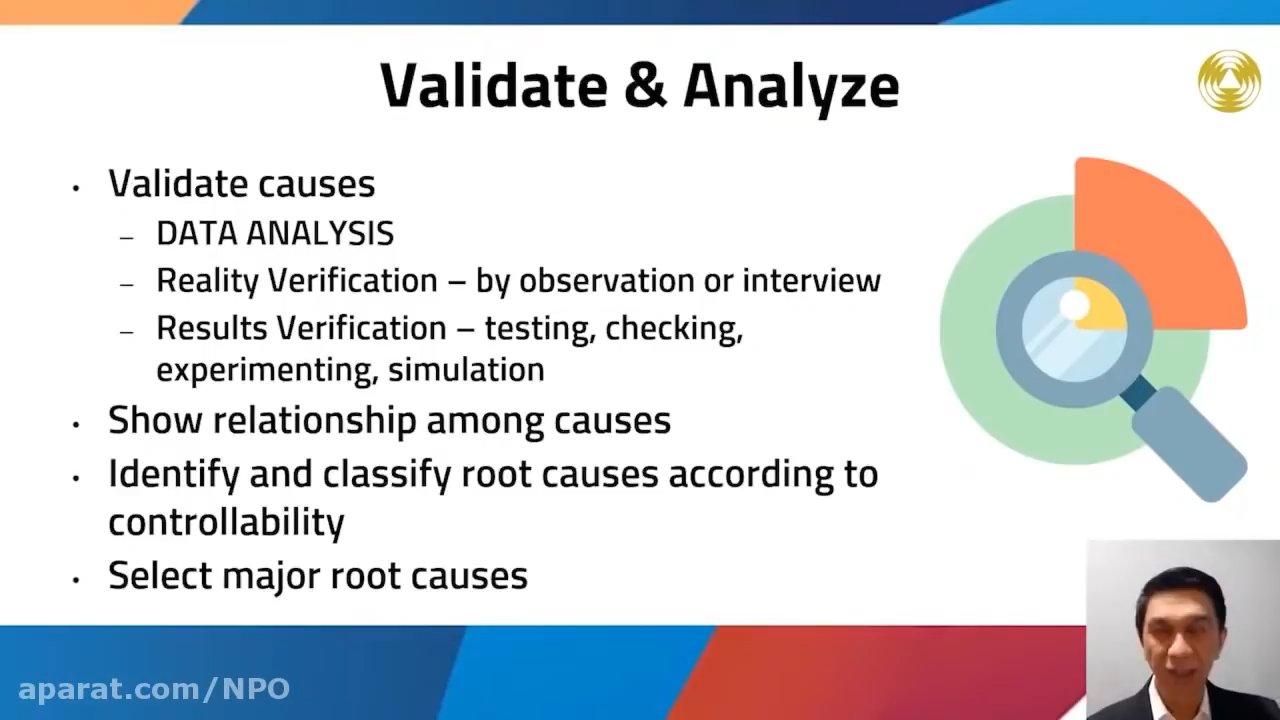 Validate & Analyze
• Validate causes
– DATA ANALYSIS
– Reality Verification – by observation or interview
– Results Verification – testing, checking,
experimenting, simulation
• Show relationship among causes
• Identify and classify root causes according to
controllability
• Select major root causes
aparat.com/NPO